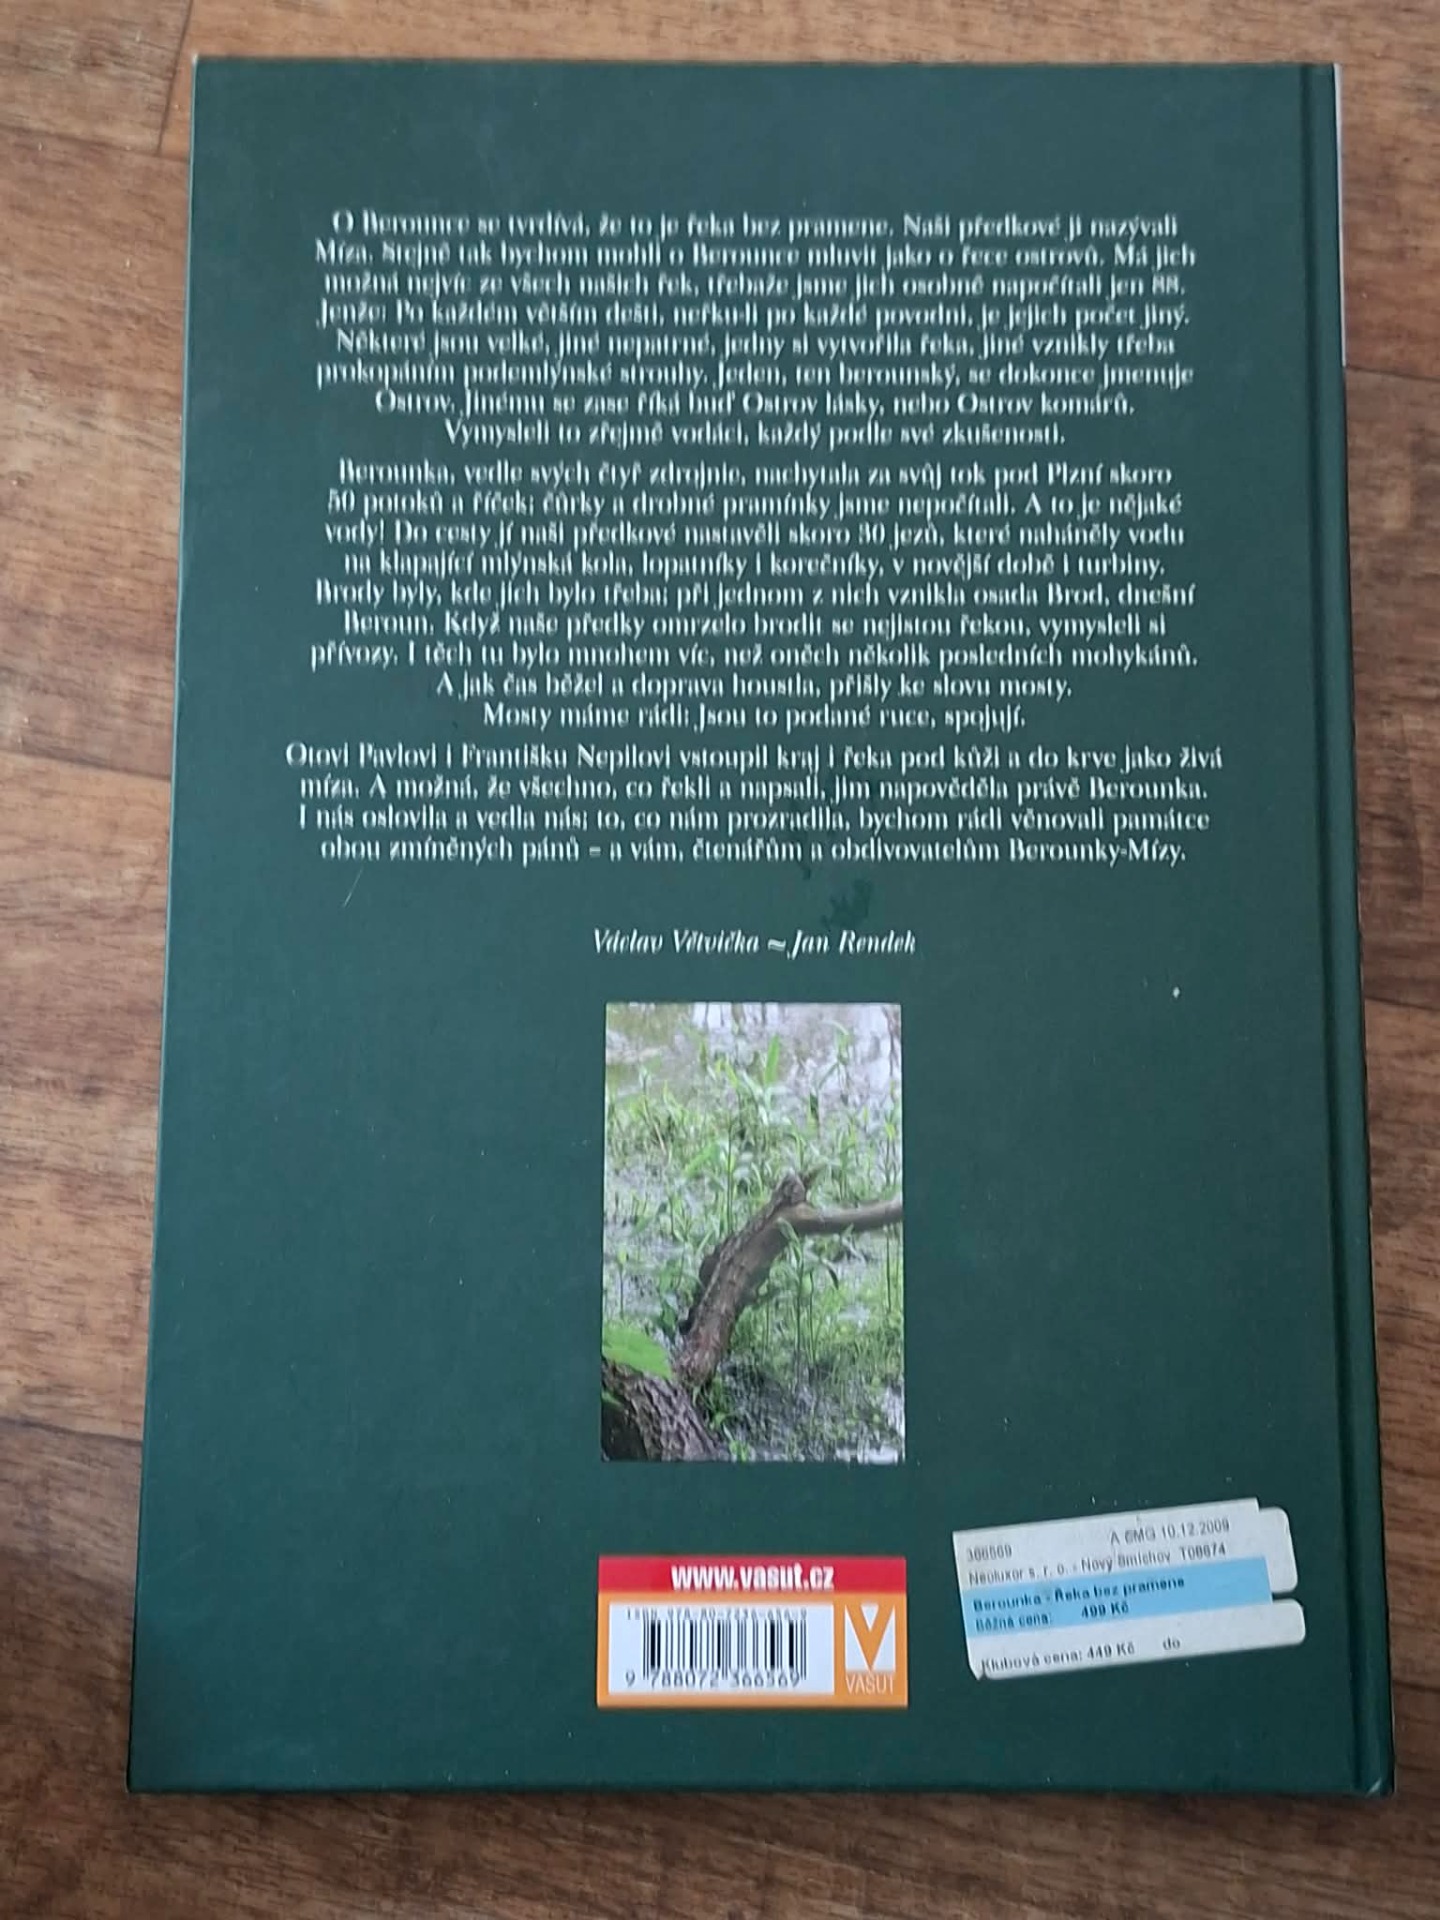 O Berounce se tvrdívá, že to je řeka bez pramene. Naši předkové ji nazývali
Míza. Stejně tak bychom mohli o Berounce mluvit jako o řece ostrovů. Má jich
možná nejvíc ze všech našich řek, třebaže jsme jich osobně napočítali jen 88.
Jenže: Po každém větším dešti, neřku-li po každé povodni, je jejich počet jiný.
Některé jsou velké, jiné nepatrné, jedny si vytvořila řeka, jiné vznikly třeba
prokopáním podemlýnské strouhy. Jeden, ten berounský, se dokonce jmenuje
Ostrov. Jinému se zase říká buď Ostrov lásky, nebo Ostrov komárů.
Vymysleli to zřejmě vodáci, každý podle své zkušenosti.
Berounka, vedle svých čtyř zdrojnic, nachytala za svůj tok pod Plzní skoro
50 potoků a říček; čůrky a drobné pramínky jsme nepočítali. A to je nějaké
vody! Do cesty jí naši předkové nastavěli skoro 30 jezů, které naháněly vodu
na klapající mlýnská kola, lopatníky i korečníky, v novější době i turbiny.
Brody byly, kde jich bylo třeba; při jednom z nich vznikla osada Brod, dnešní
Beroun. Když naše předky omrzelo brodit se nejistou řekou, vymysleli si
přívozy. I těch tu bylo mnohem víc, než oněch několik posledních mohykánů.
A jak čas běžel a doprava houstla, přišly ke slovu mosty.
Mosty máme rádi: Jsou to podané ruce, spojují.
Otovi Pavlovi i Františku Nepilovi vstoupil kraj i řeka pod kůži a do krve jako živá
míza. A možná, že všechno, co řekli a napsali, jim napověděla právě Berounka.
I nás oslovila a vedla nás; to, co nám prozradila, bychom rádi věnovali památce
obou zmíněných pánů – a vám, čtenářům a obdivovatelům Berounky-Mízy.
Václav Větvička ~ Jan Rendek
www.vasut.cz
ISBN 978-80-7236-656-9
9 788072 366569
VAŠUT
366569 A 6MG 10.12.2009
Neoluxor s. r. o. - Nový Smíchov T08674
Berounka - Řeka bez pramene
Běžná cena: 499 Kč
Klubová cena: 449 Kč do